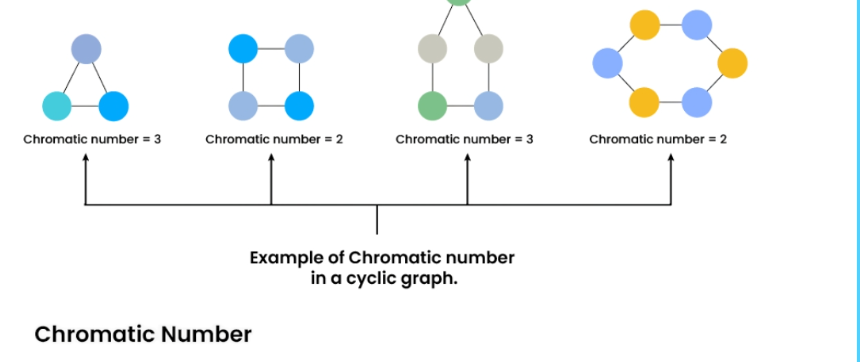 Chromatic number = 3
Chromatic number = 2
Chromatic number = 3
Chromatic number = 2
Example of Chromatic number
in a cyclic graph.
Chromatic Number